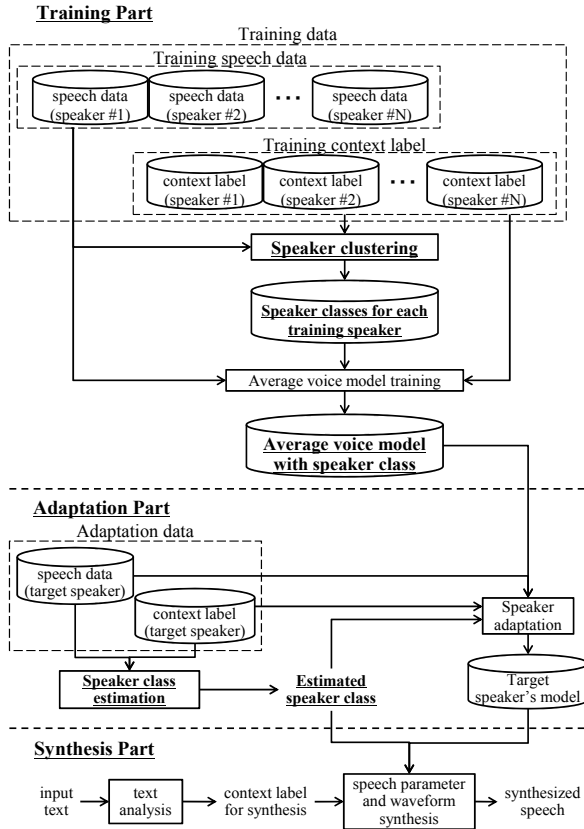 Training Part
Training data
Training speech data
speech data
(speaker #1)
speech data
(speaker #2)
...
speech data
(speaker #N)
Training context label
context label
(speaker #1)
context label
(speaker #2)
...
context label
(speaker #N)
Speaker clustering
Speaker classes for each
training speaker
Average voice model training
Average voice model
with speaker class
Adaptation Part
Adaptation data
speech data
(target speaker)
context label
(target speaker)
Speaker
adaptation
Speaker class
estimation
Estimated
speaker class
Target
speaker's model
Synthesis Part
input
text
text
analysis
context label
for synthesis
speech parameter
and waveform
synthesis
synthesized
speech